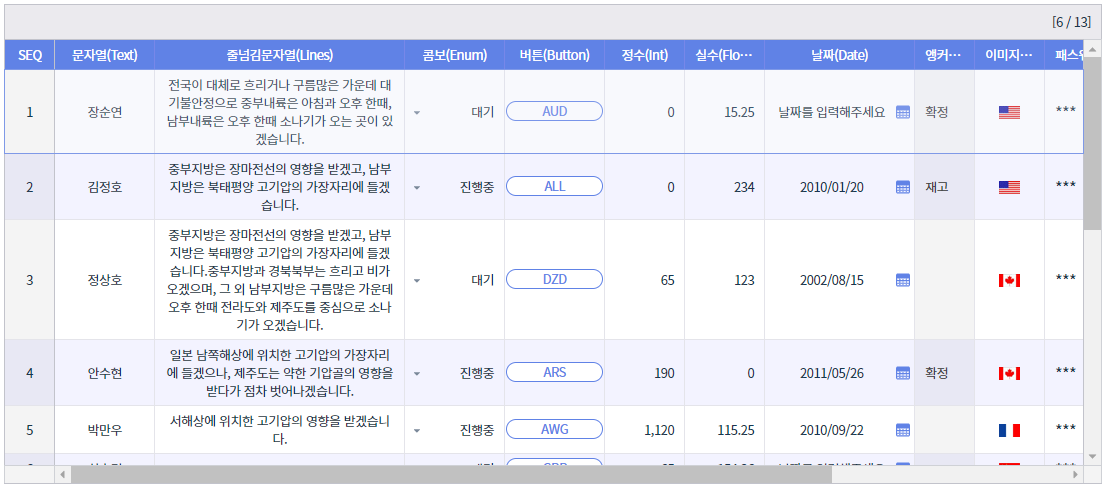 [6 / 13]
SEQ 문자열(Text) 줄넘김문자열(Lines) 콤보(Enum) 버튼(Button) 정수(Int) 실수(Flo… 날짜(Date) 앵커… 이미지… 패스워
전국이 대체로 흐리거나 구름많은 가운데 대
기불안정으로 중부내륙은 아침과 오후 한때,
1 장순연 대기 AUD 0 15.25 날짜를 입력해주세요 확정 ***
남부내륙은 오후 한때 소나기가 오는 곳이 있
겠습니다.
중부지방은 장마전선의 영향을 받겠고, 남부
2 김정호 지방은 북태평양 고기압의 가장자리에 들겠 진행중 ALL 0 234 2010/01/20 재고 ***
습니다.
중부지방은 장마전선의 영향을 받겠고, 남부
지방은 북태평양 고기압의 가장자리에 들겠
습니다.중부지방과 경북북부는 흐리고 비가
3 정상호 대기 DZD 65 123 2002/08/15 ***
오겠으며, 그 외 남부지방은 구름많은 가운데
오후 한때 전라도와 제주도를 중심으로 소나
기가 오겠습니다.
일본 남쪽해상에 위치한 고기압의 가장자리
4 안수현 에 들겠으나, 제주도는 약한 기압골의 영향을 진행중 ARS 190 0 2011/05/26 확정 ***
받다가 점차 벗어나겠습니다.
서해상에 위치한 고기압의 영향을 받겠습니
5 박만우 진행중 AWG 1,120 115.25 2010/09/22 ***
다.